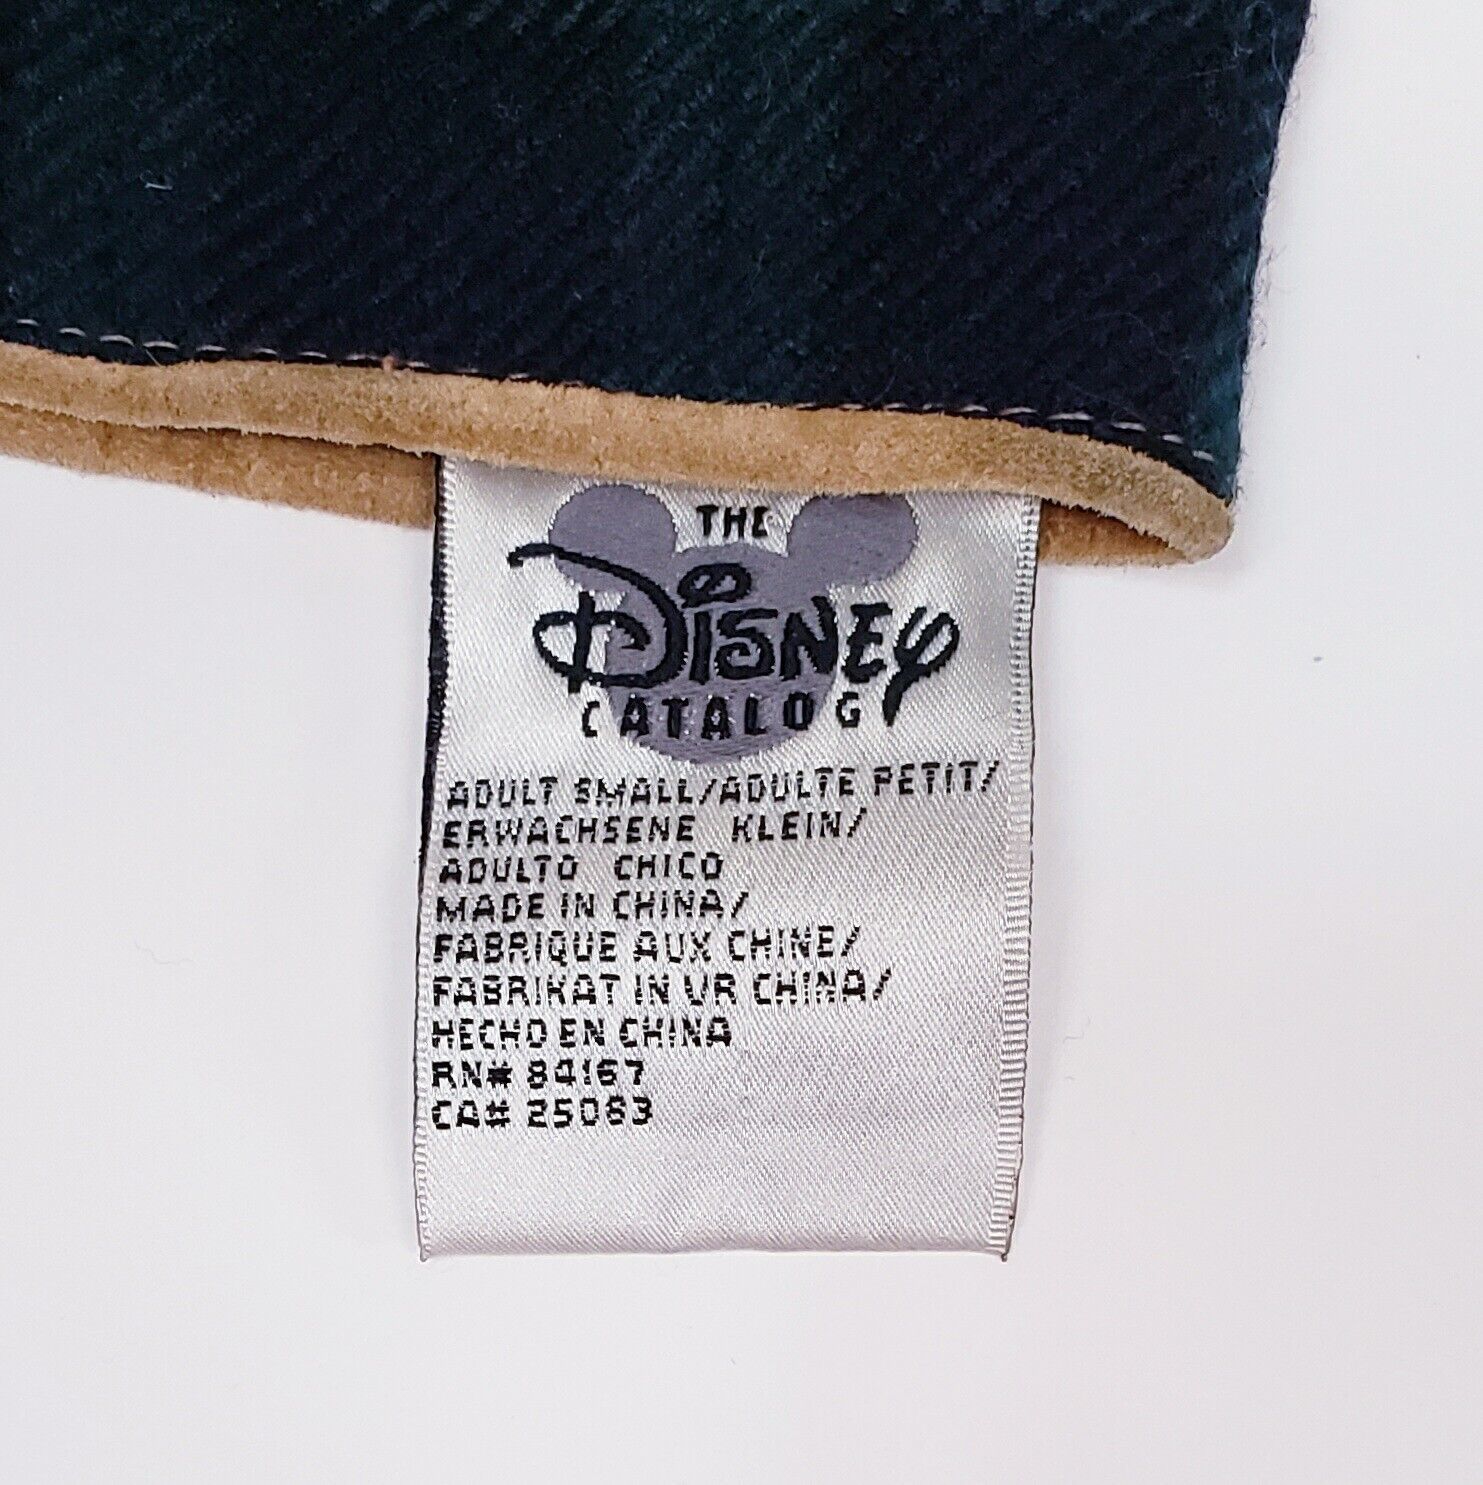 THE
DISNEY
CATALOG
ADULT SMALL/ADULTE PETIT/
ERWACHSENE KLEIN/
ADULTO CHICO
MADE IN CHINA/
FABRIQUE AUX CHINE/
FABRIKAT IN VR CHINA/
HECHO EN CHINA
RN# 84167
CA# 25063